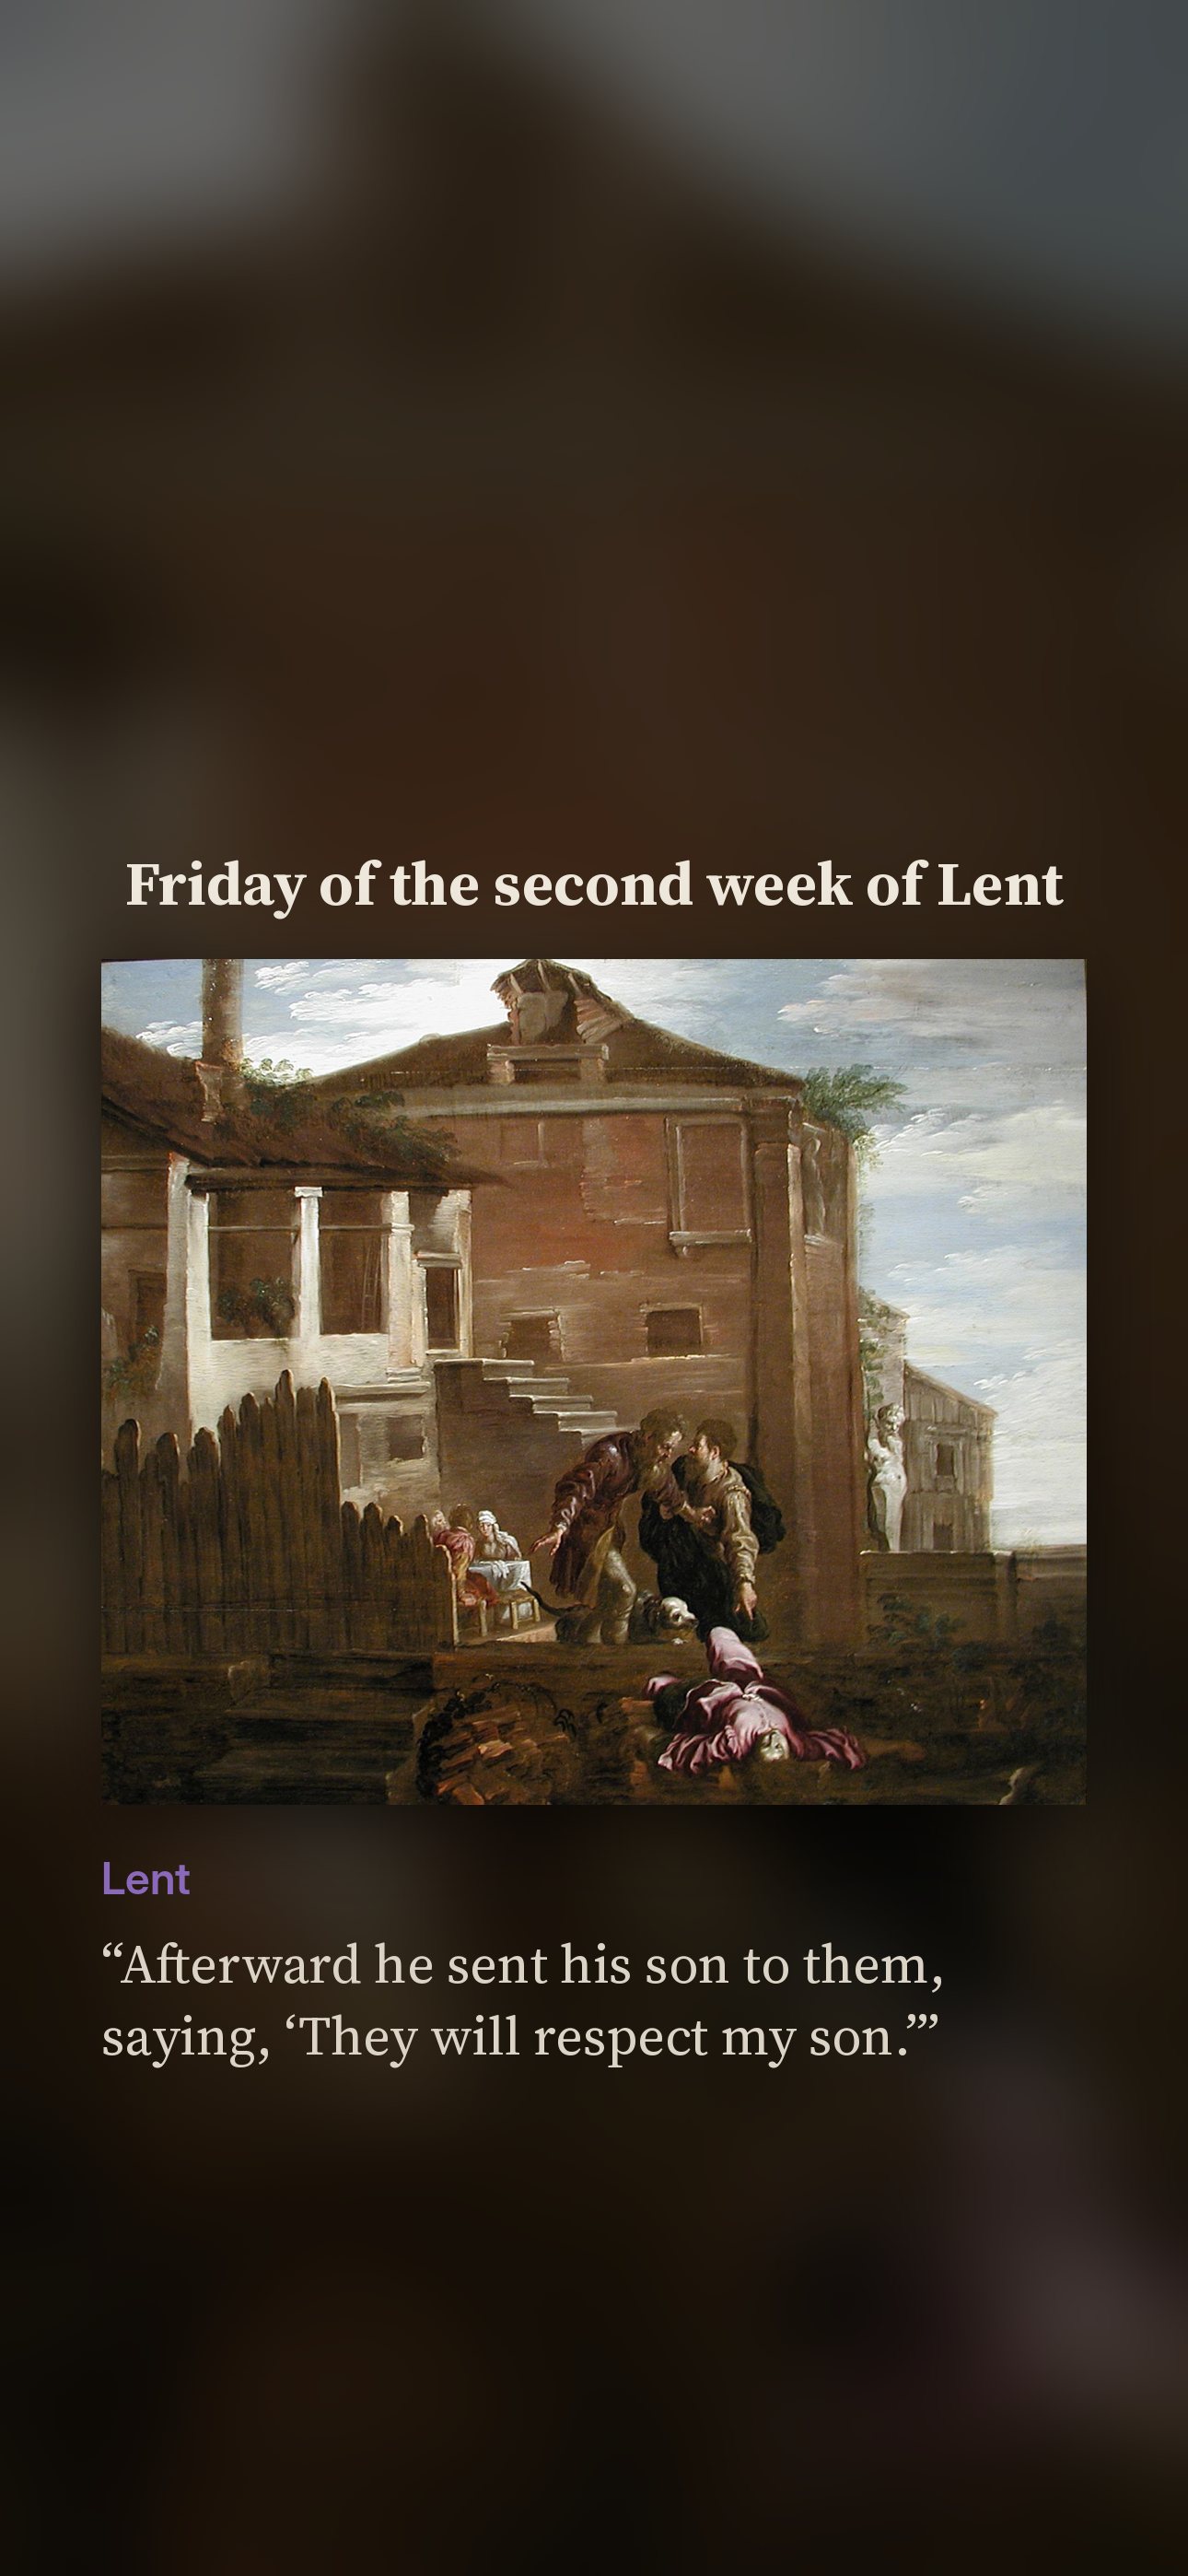 Friday of the second week of Lent
Lent
“Afterward he sent his son to them,
saying, ‘They will respect my son.’”